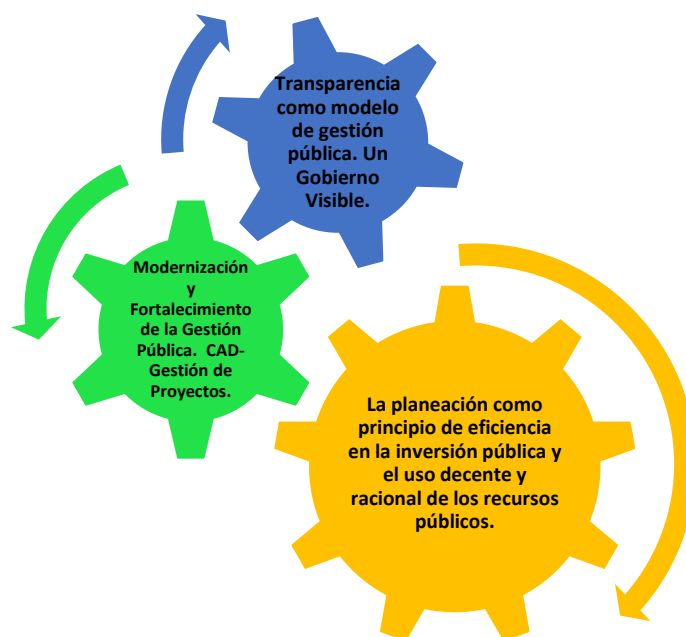 Transparencia
como modelo
de gestión
pública. Un
Gobierno
Visible.
Modernización
y
Fortalecimiento
de la Gestión
Pública.  CAD-
Gestión de
Proyectos.
La planeación como
principio de eficiencia
en la inversión pública y
el uso decente y
racional de los recursos
públicos.